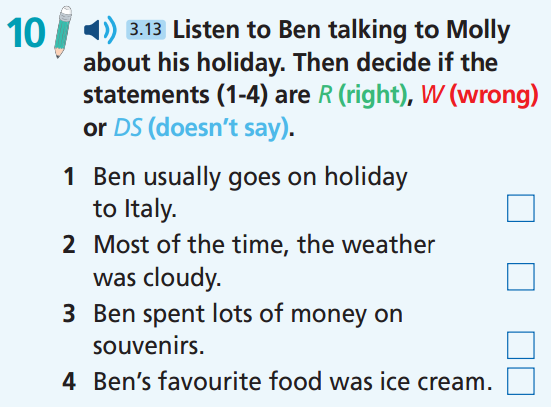 10 3.13 Listen to Ben talking to Molly
about his holiday. Then decide if the
statements (1-4) are R (right), W (wrong)
or DS (doesn't say).
1 Ben usually goes on holiday
to Italy.
2 Most of the time, the weather
was cloudy.
3 Ben spent lots of money on
souvenirs.
4 Ben's favourite food was ice cream.